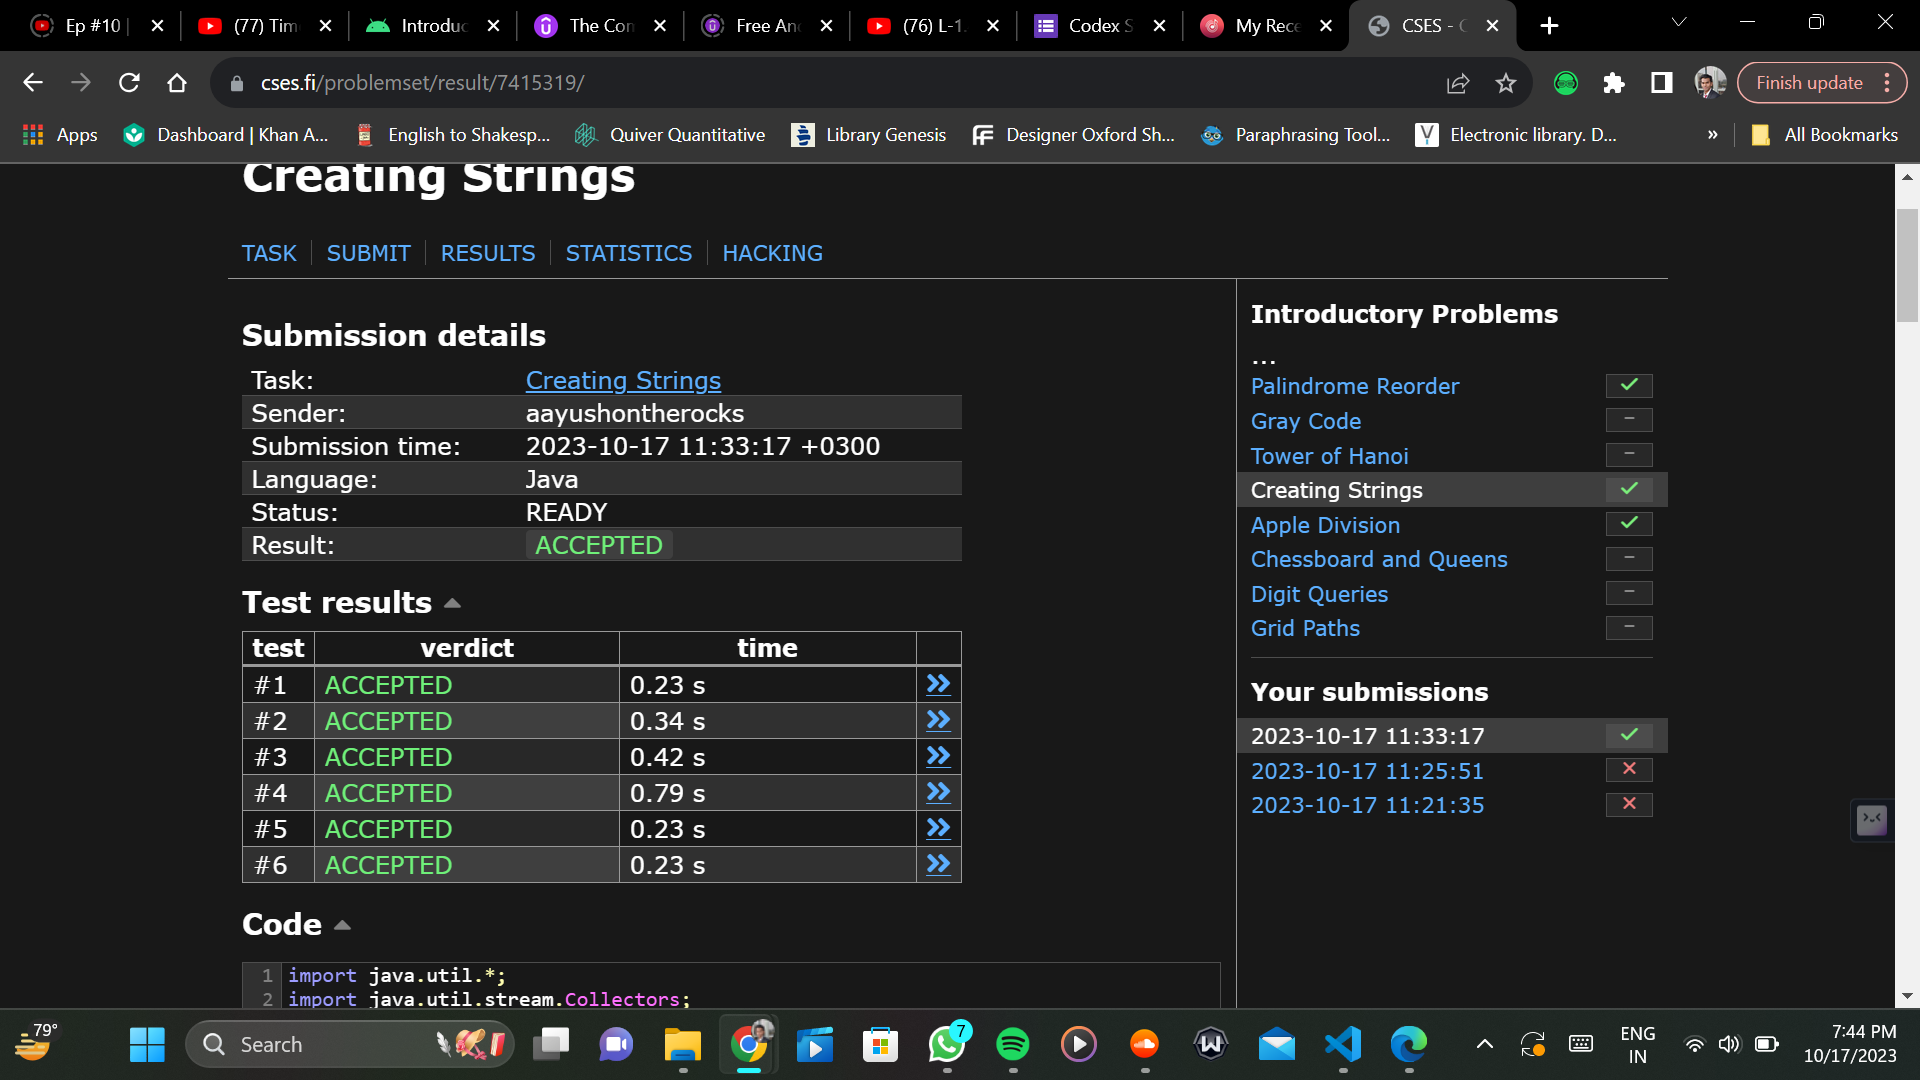 Ep #10 |
(77) Tim
Introduc
The Con
Free An
(76) L-1.
Codex S
My Rece
CSES - C
cses.fi/problemset/result/7415319/
Finish update
Apps
Dashboard | Khan A...
English to Shakesp...
Quiver Quantitative
Library Genesis
Designer Oxford Sh...
Paraphrasing Tool...
Electronic library. D...
»
All Bookmarks
Creating Strings
TASK
SUBMIT
RESULTS
STATISTICS
HACKING
Submission details
Task: Creating Strings
Sender: aayushontherocks
Submission time: 2023-10-17 11:33:17 +0300
Language: Java
Status: READY
Result: ACCEPTED
Test results
test verdict time
#1 ACCEPTED 0.23 s
#2 ACCEPTED 0.34 s
#3 ACCEPTED 0.42 s
#4 ACCEPTED 0.79 s
#5 ACCEPTED 0.23 s
#6 ACCEPTED 0.23 s
Code
1 import java.util.*;
2 import java.util.stream.Collectors;
Introductory Problems
...
Palindrome Reorder
Gray Code –
Tower of Hanoi –
Creating Strings
Apple Division
Chessboard and Queens –
Digit Queries –
Grid Paths –
Your submissions
2023-10-17 11:33:17
2023-10-17 11:25:51
2023-10-17 11:21:35
79°
Search
7
ENG
IN
7:44 PM
10/17/2023